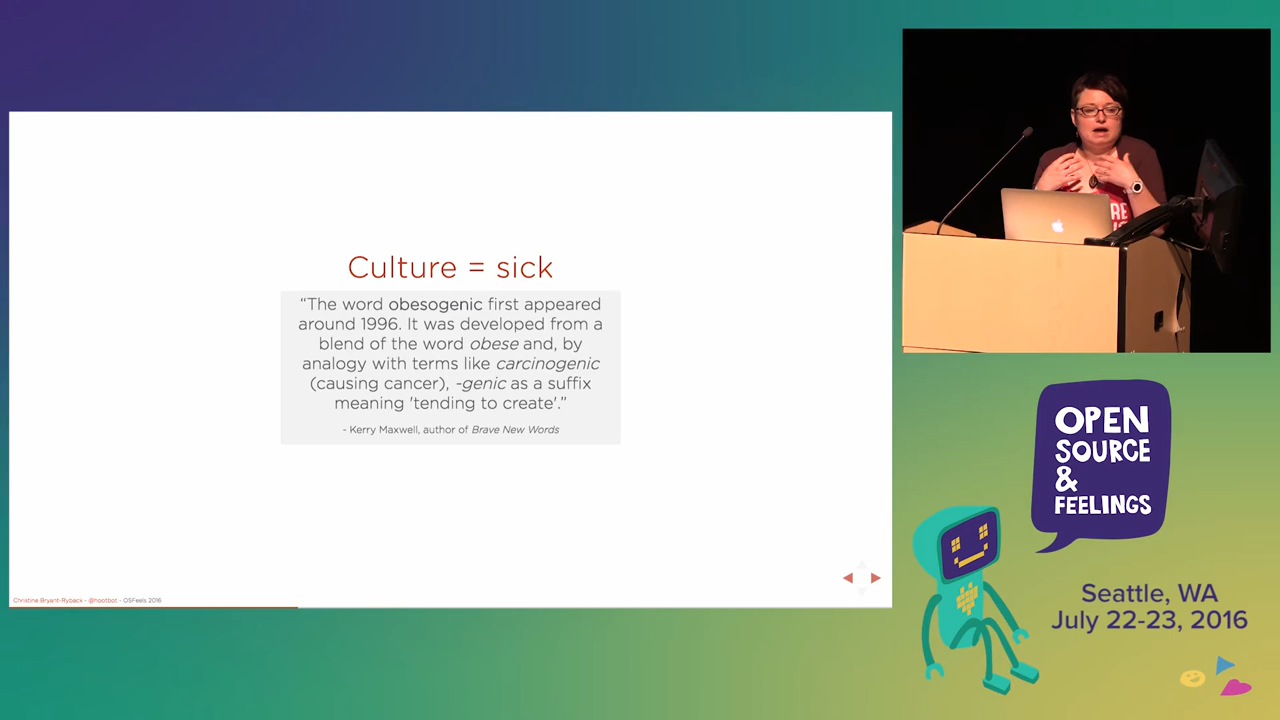 Culture = sick
“The word obesogenic first appeared
around 1996. It was developed from a
blend of the word obese and, by
analogy with terms like carcinogenic
(causing cancer), -genic as a suffix
meaning 'tending to create'.”
- Kerry Maxwell, author of Brave New Words
Christine Bryant-Ryback - @hootbot - OSFeels 2016
RE
OPEN
SOURCE
&
FEELINGS
Seattle, WA
July 22-23, 2016